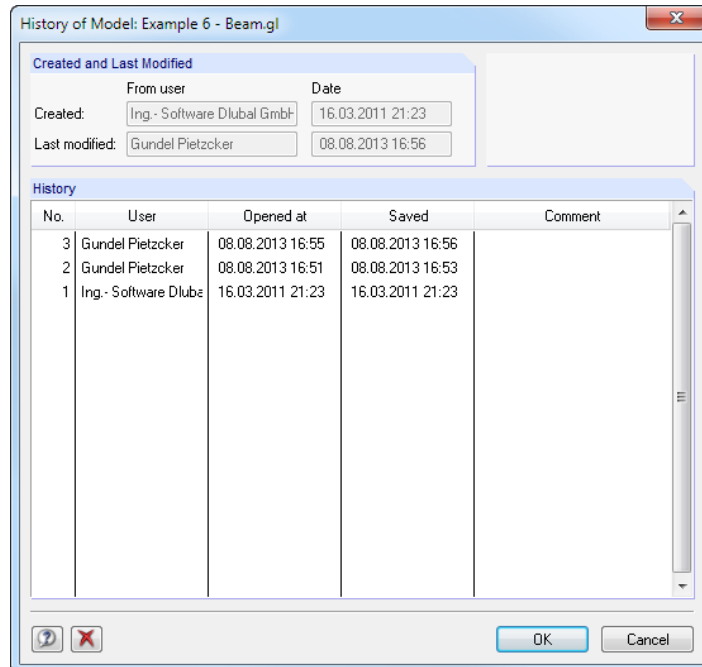 History of Model: Example 6 - Beam.gl
Created and Last Modified
From user Date
Created: Ing.- Software Dlubal GmbH 16.03.2011 21:23
Last modified: Gundel Pietzcker 08.08.2013 16:56
History
No. User Opened at Saved Comment
3 Gundel Pietzcker 08.08.2013 16:55 08.08.2013 16:56
2 Gundel Pietzcker 08.08.2013 16:51 08.08.2013 16:53
1 Ing.- Software Dluba 16.03.2011 21:23 16.03.2011 21:23
OK Cancel